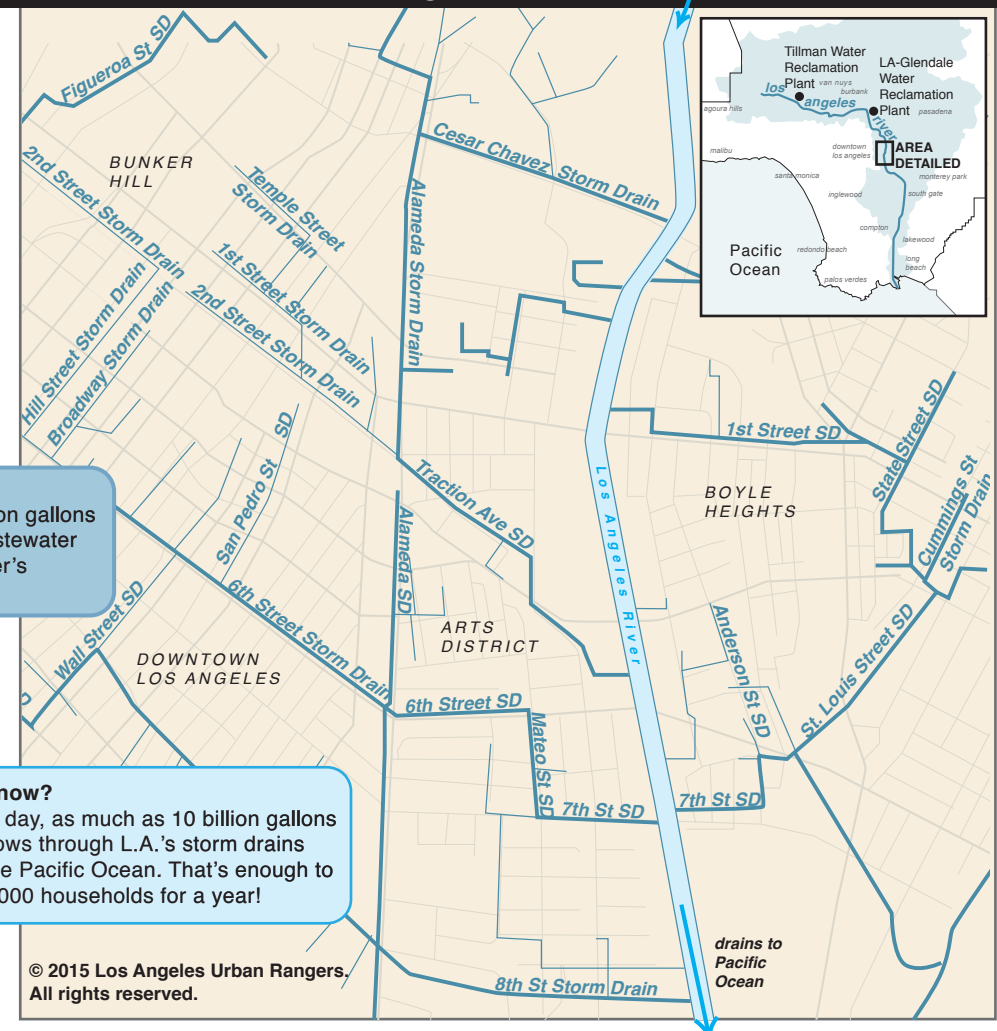 Figueroa St SD
BUNKER
HILL
2nd Street Storm Drain
Temple Street
Storm Drain
1st Street Storm Drain
2nd Street Storm Drain
Hill Street Storm Drain
Broadway Storm Drain
Cesar Chavez Storm Drain
Alameda Storm Drain
Tillman Water
Reclamation
Plant
LA-Glendale
Water
Reclamation
Plant
van nuys
burbank
los angeles river
agoura hills
pasadena
malibu
downtown
los angeles
AREA
DETAILED
santa monica
monterey park
inglewood
south gate
compton
Pacific
Ocean
redondo beach
lakewood
long
beach
palos verdes
1st Street SD
State Street SD
Cummings St
Storm Drain
BOYLE
HEIGHTS
Los Angeles River
Traction Ave SD
Alameda SD
San Pedro St SD
on gallons
stewater
er's
6th Street Storm Drain
Wall Street SD
DOWNTOWN
LOS ANGELES
ARTS
DISTRICT
Anderson St SD
St. Louis Street SD
6th Street SD
Mateo St SD
7th St SD
7th St SD
now?
day, as much as 10 billion gallons
ows through L.A.'s storm drains
e Pacific Ocean. That's enough to
,000 households for a year!
drains to
Pacific
Ocean
8th St Storm Drain
© 2015 Los Angeles Urban Rangers.
All rights reserved.